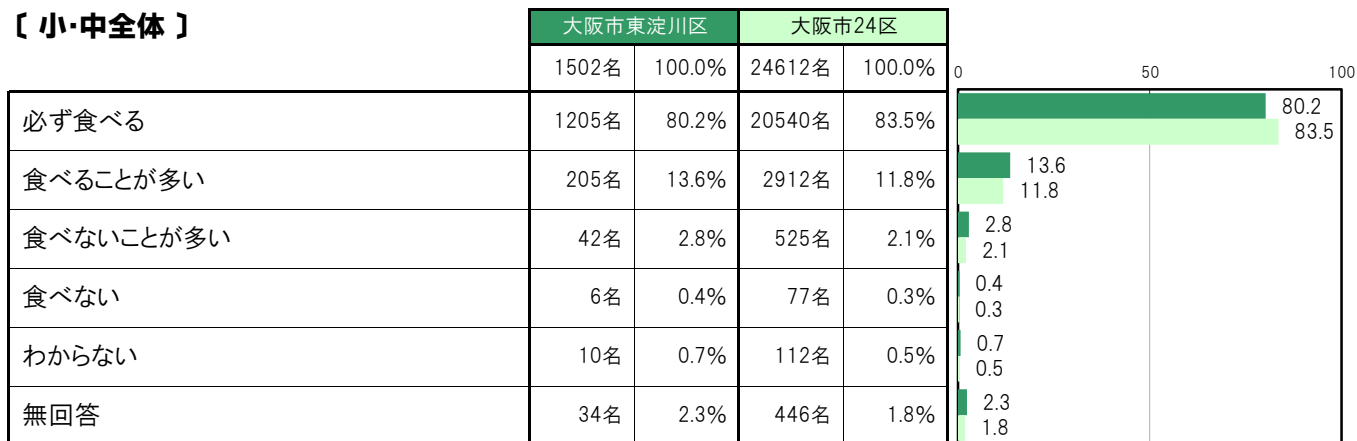 〔 小・中全体 〕
大阪市東淀川区 大阪市24区
1502名 100.0% 24612名 100.0%
0 50 100
必ず食べる 1205名 80.2% 20540名 83.5%
80.2
83.5
食べることが多い 205名 13.6% 2912名 11.8%
13.6
11.8
食べないことが多い 42名 2.8% 525名 2.1%
2.8
2.1
食べない 6名 0.4% 77名 0.3%
0.4
0.3
わからない 10名 0.7% 112名 0.5%
0.7
0.5
無回答 34名 2.3% 446名 1.8%
2.3
1.8